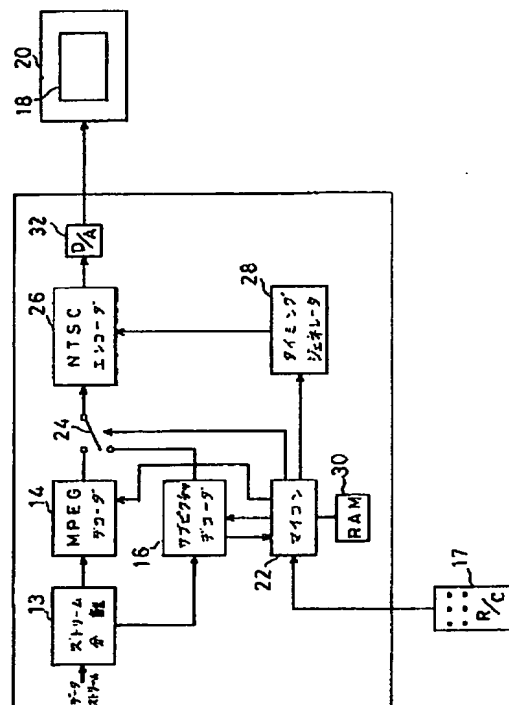 データ
ストリーム
13
ストリーム
分離
14
MPEG
デコーダ
16
サブピクチャ
デコーダ
24
26
NTSC
エンコーダ
32
D/A
18
20
22
マイコン
28
タイミング
ジェネレータ
30
RAM
17
R/C